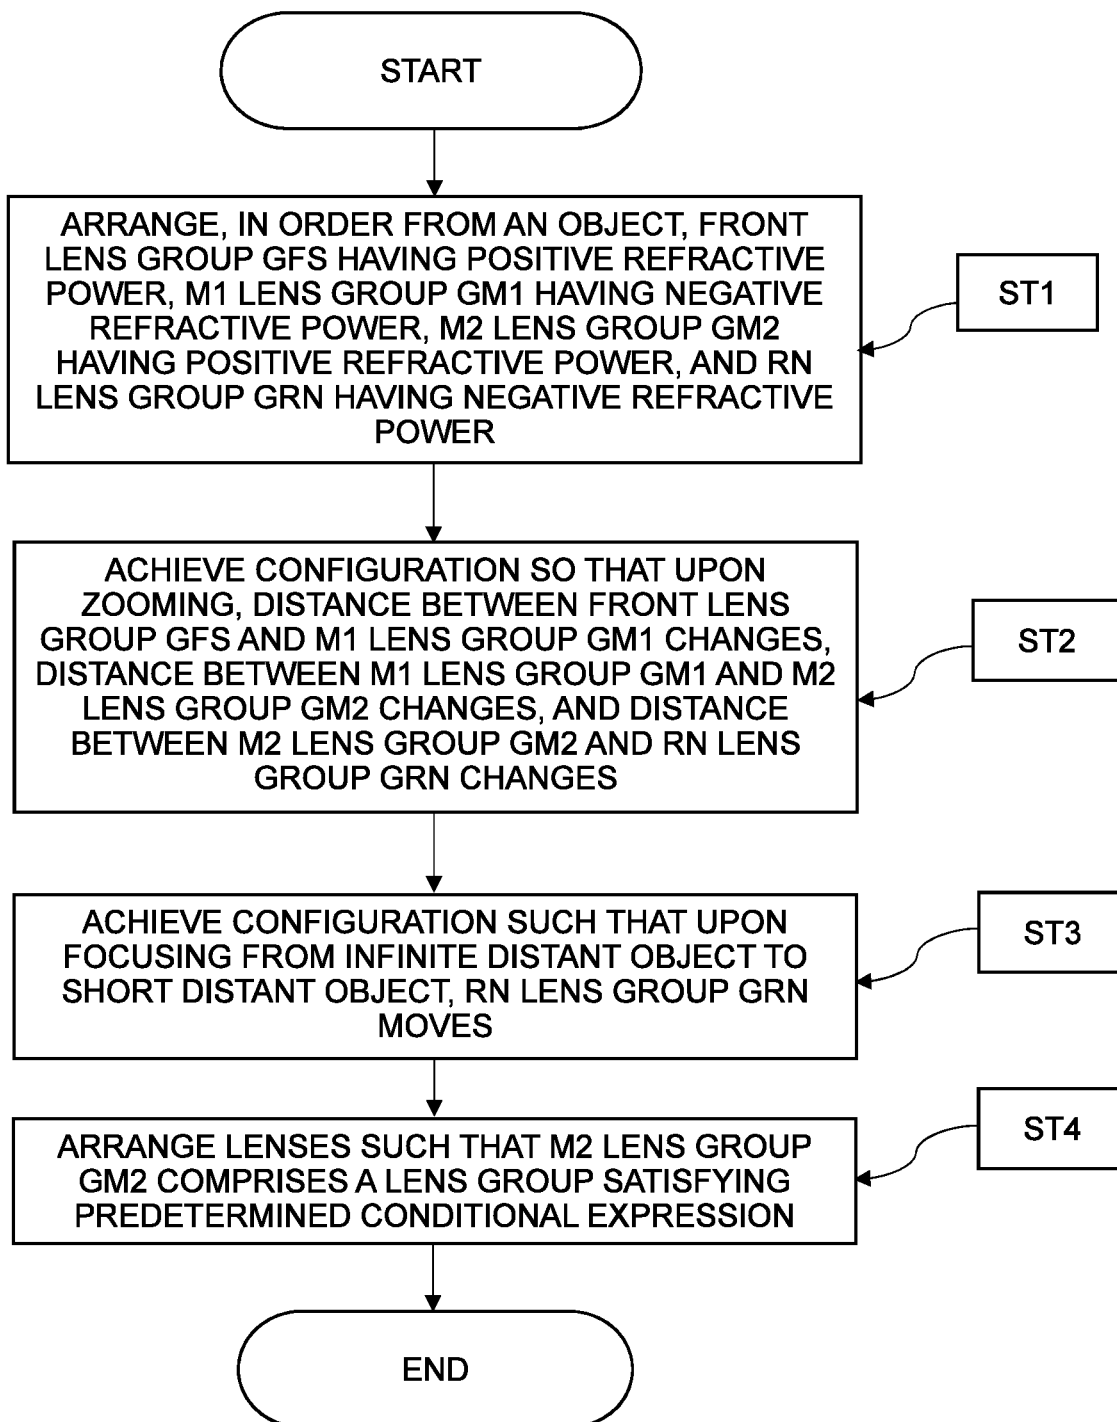 START
ARRANGE, IN ORDER FROM AN OBJECT, FRONT
LENS GROUP GFS HAVING POSITIVE REFRACTIVE
POWER, M1 LENS GROUP GM1 HAVING NEGATIVE
REFRACTIVE POWER, M2 LENS GROUP GM2
HAVING POSITIVE REFRACTIVE POWER, AND RN
LENS GROUP GRN HAVING NEGATIVE REFRACTIVE
POWER
ST1
ACHIEVE CONFIGURATION SO THAT UPON
ZOOMING, DISTANCE BETWEEN FRONT LENS
GROUP GFS AND M1 LENS GROUP GM1 CHANGES,
DISTANCE BETWEEN M1 LENS GROUP GM1 AND M2
LENS GROUP GM2 CHANGES, AND DISTANCE
BETWEEN M2 LENS GROUP GM2 AND RN LENS
GROUP GRN CHANGES
ST2
ACHIEVE CONFIGURATION SUCH THAT UPON
FOCUSING FROM INFINITE DISTANT OBJECT TO
SHORT DISTANT OBJECT, RN LENS GROUP GRN
MOVES
ST3
ARRANGE LENSES SUCH THAT M2 LENS GROUP
GM2 COMPRISES A LENS GROUP SATISFYING
PREDETERMINED CONDITIONAL EXPRESSION
ST4
END